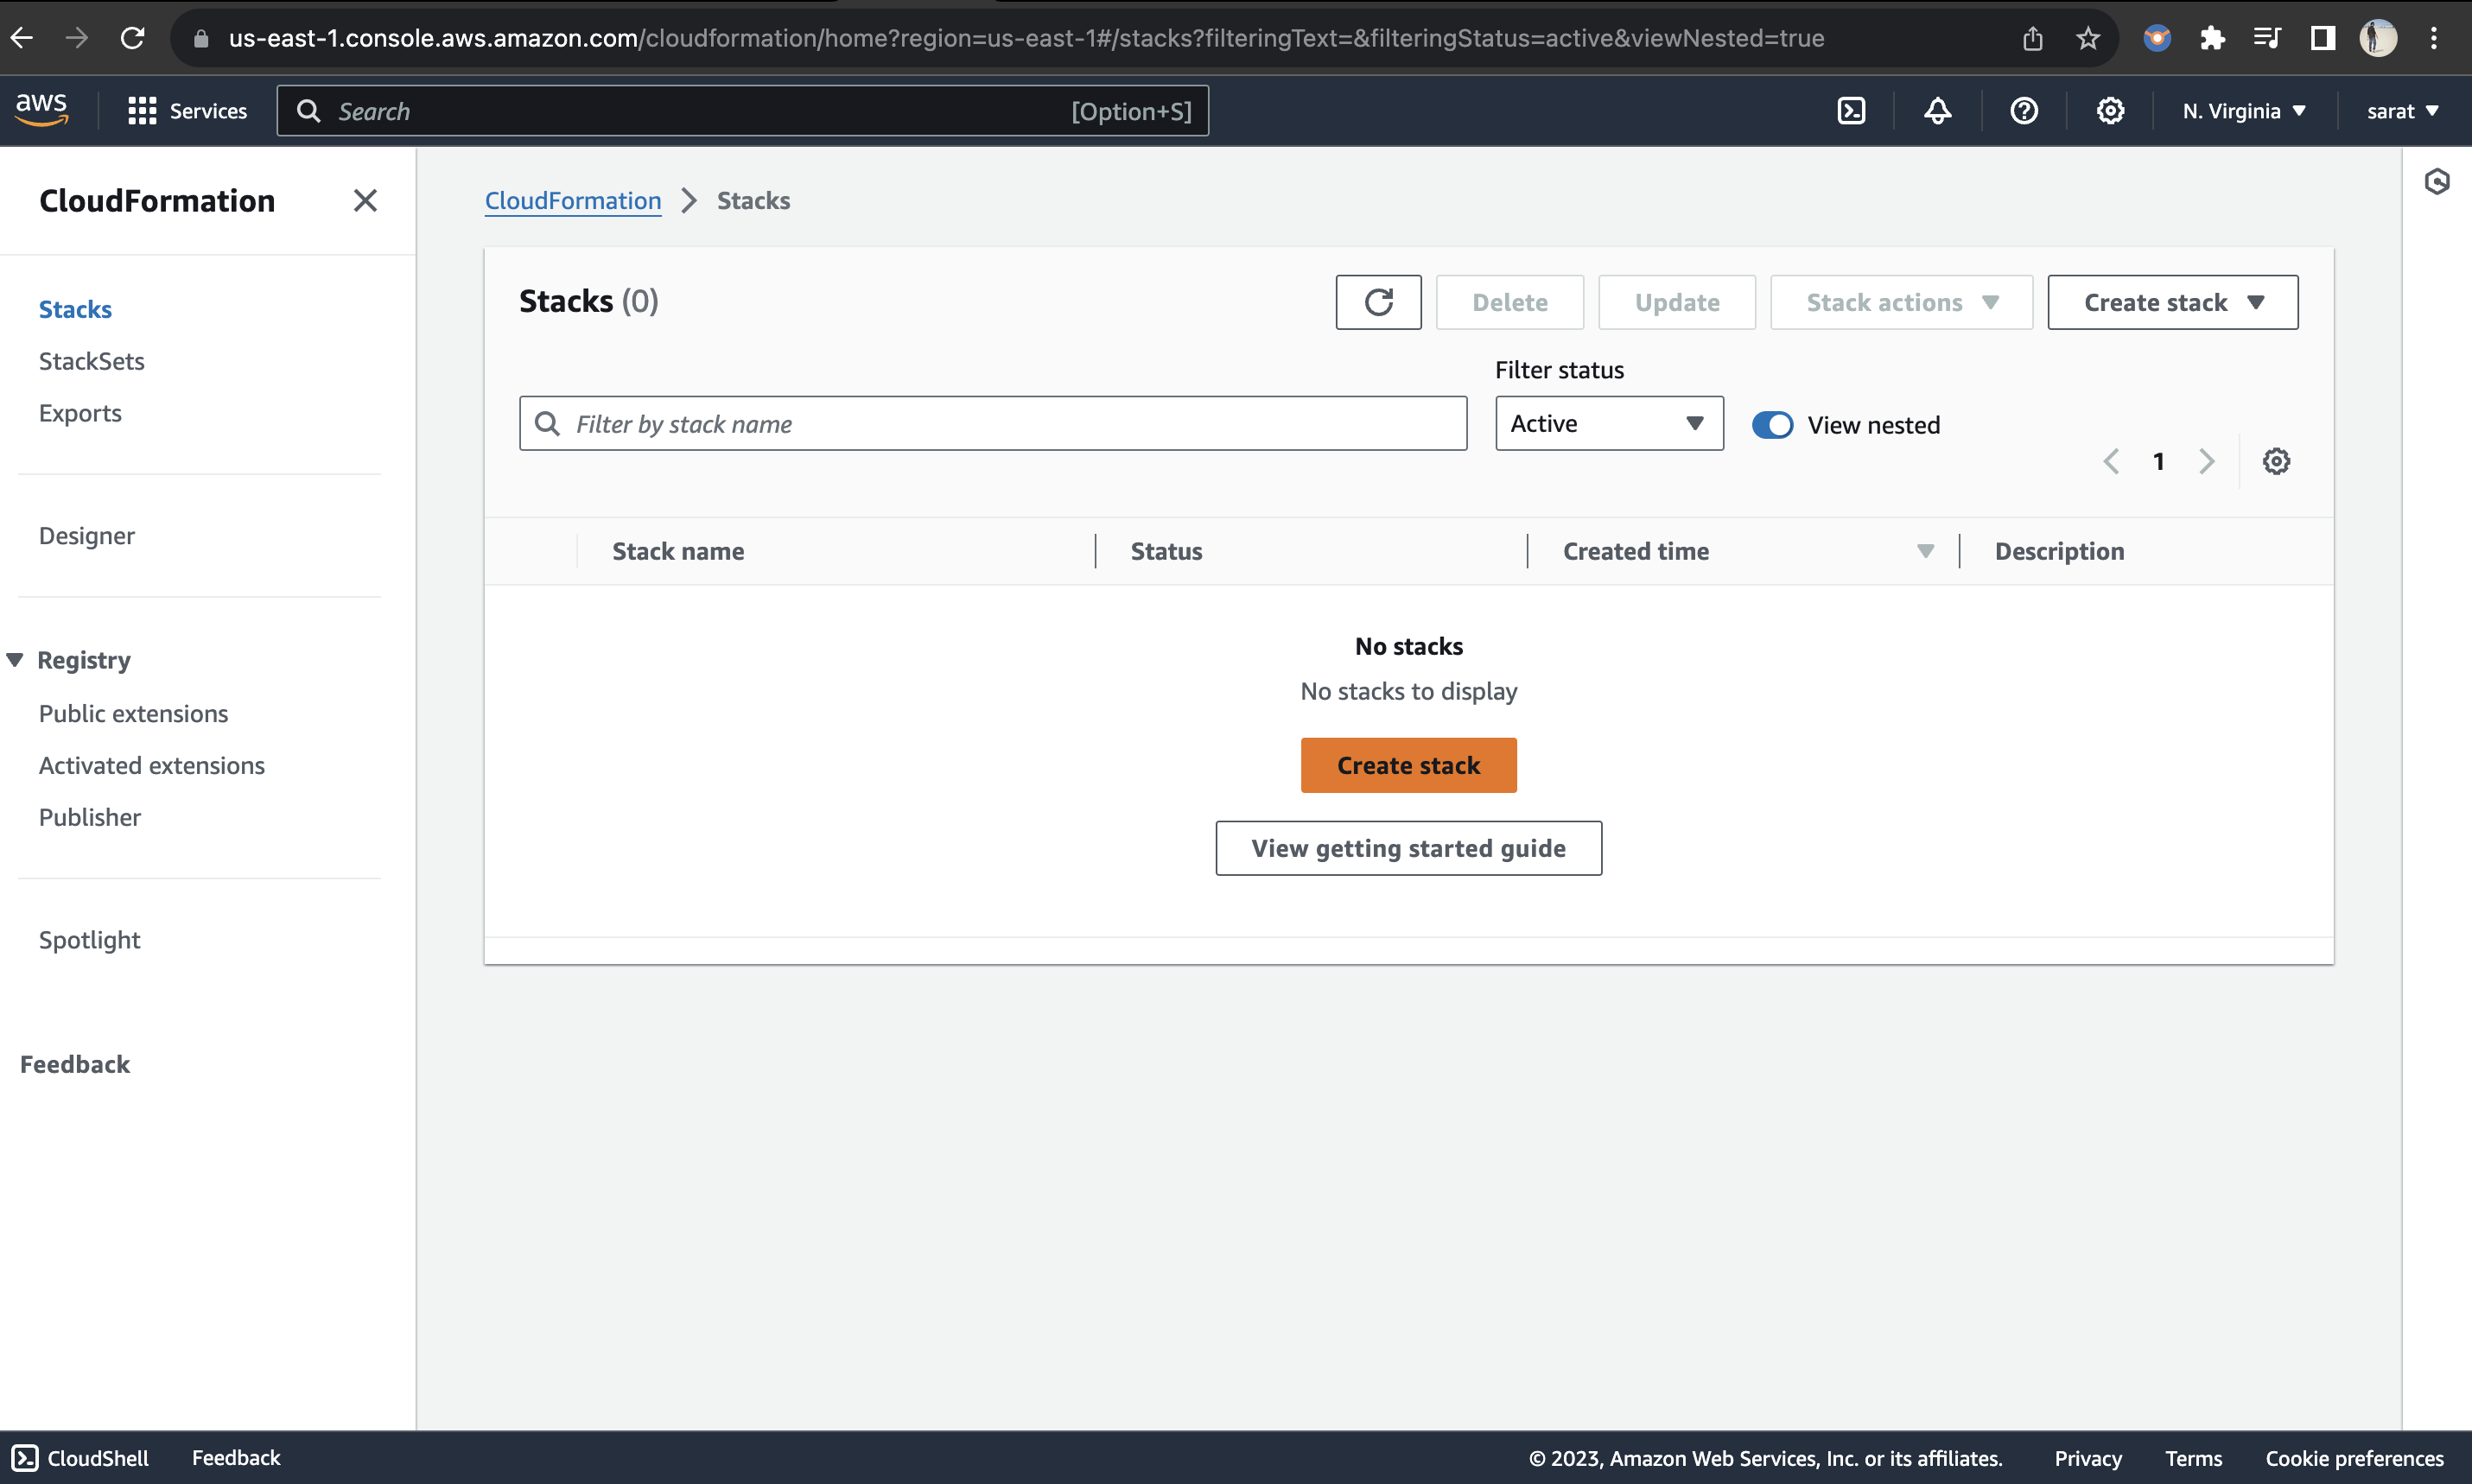 us-east-1.console.aws.amazon.com/cloudformation/home?region=us-east-1#/stacks?filteringText=&filteringStatus=active&viewNested=true
aws Services Search [Option+S] N. Virginia sarat
CloudFormation
CloudFormation Stacks
Stacks
StackSets
Exports
Designer
Registry
Public extensions
Activated extensions
Publisher
Spotlight
Feedback
Stacks (0)
Delete Update Stack actions Create stack
Filter status
Filter by stack name Active View nested
1
Stack name Status Created time Description
No stacks
No stacks to display
Create stack
View getting started guide
CloudShell Feedback © 2023, Amazon Web Services, Inc. or its affiliates. Privacy Terms Cookie preferences